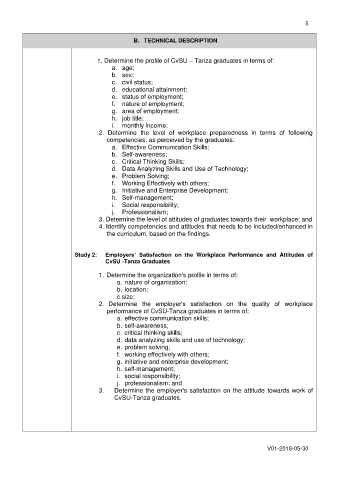 5
B. TECHNICAL DESCRIPTION
1. Determine the profile of CvSU – Tanza graduates in terms of:
a. age;
b. sex;
c. civil status;
d. educational attainment;
e. status of employment;
f. nature of employment;
g. area of employment;
h. job title;
i. monthly income;
2. Determine the level of workplace preparedness in terms of following
competencies, as perceived by the graduates:
a. Effective Communication Skills;
b. Self-awareness;
c. Critical Thinking Skills;
d. Data Analyzing Skills and Use of Technology;
e. Problem Solving;
f. Working Effectively with others;
g. Initiative and Enterprise Development;
h. Self-management;
i. Social responsibility;
j. Professionalism;
3. Determine the level of attitudes of graduates towards their workplace; and
4. Identify competencies and attitudes that needs to be included/enhanced in
the curriculum, based on the findings.
Study 2: Employers' Satisfaction on the Workplace Performance and Attitudes of
CvSU -Tanza Graduates
1. Determine the organization's profile in terms of:
a. nature of organization;
b. location;
c.size;
2. Determine the employer's satisfaction on the quality of workplace
performance of CvSU-Tanza graduates in terms of:
a. effective communication skills;
b. self-awareness;
c. critical thinking skills;
d. data analyzing skills and use of technology;
e. problem solving;
f. working effectively with others;
g. initiative and enterprise development;
h. self-management;
i. social responsibility;
j. professionalism; and
3. Determine the employer's satisfaction on the attitude towards work of
CvSU-Tanza graduates.
V01-2018-05-30